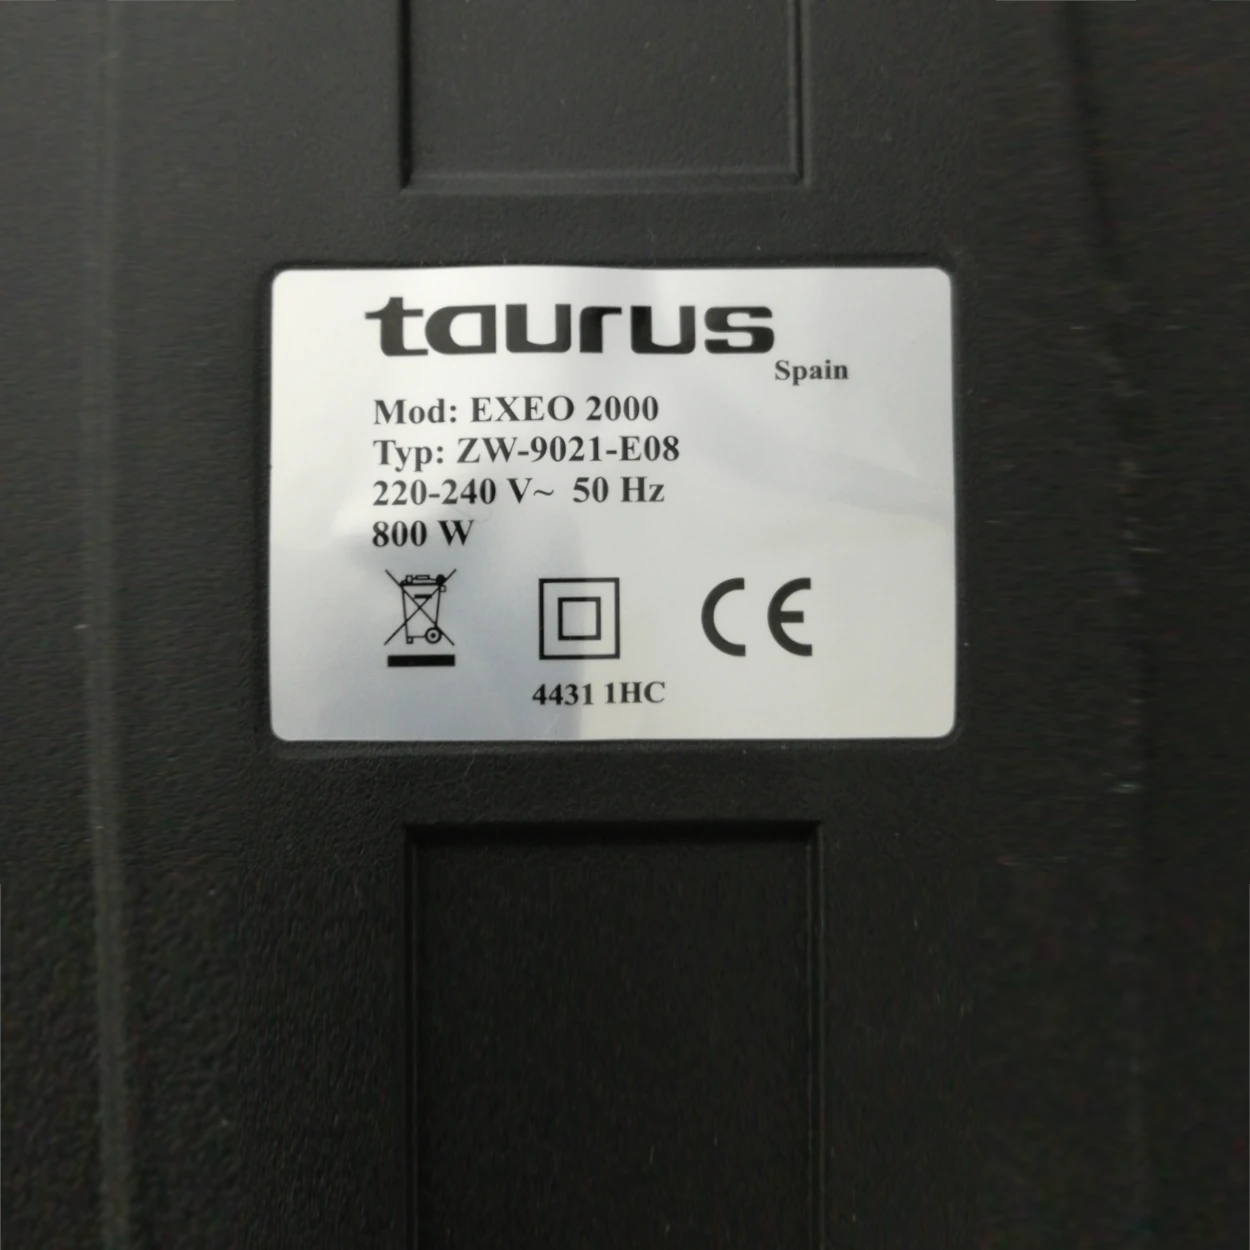 taurus
Spain
Mod: EXEO 2000
Typ: ZW-9021-E08
220-240 V~ 50 Hz
800 W
CE
4431 1HC